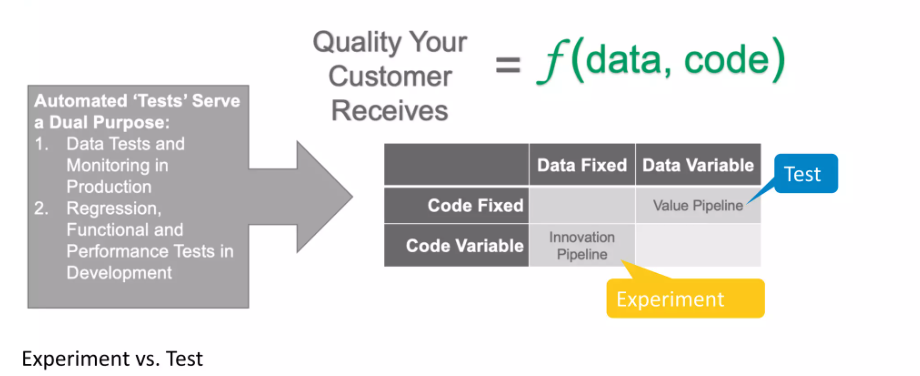 Quality Your
Customer
Receives
= f(data, code)
Automated ‘Tests’ Serve
a Dual Purpose:
1. Data Tests and
Monitoring in
Production
2. Regression,
Functional and
Performance Tests in
Development
Data Fixed Data Variable
Test
Code Fixed Value Pipeline
Code Variable Innovation
Pipeline
Experiment
Experiment vs. Test